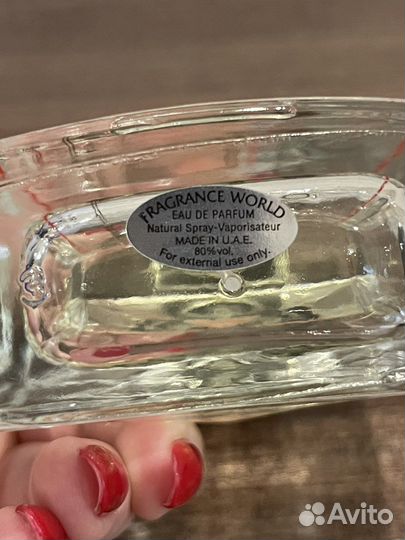 FRAGRANCE WORLD
EAU DE PARFUM
Natural Spray-Vaporisateur
MADE IN U.A.E.
80%vol.
For external use only.
Avito